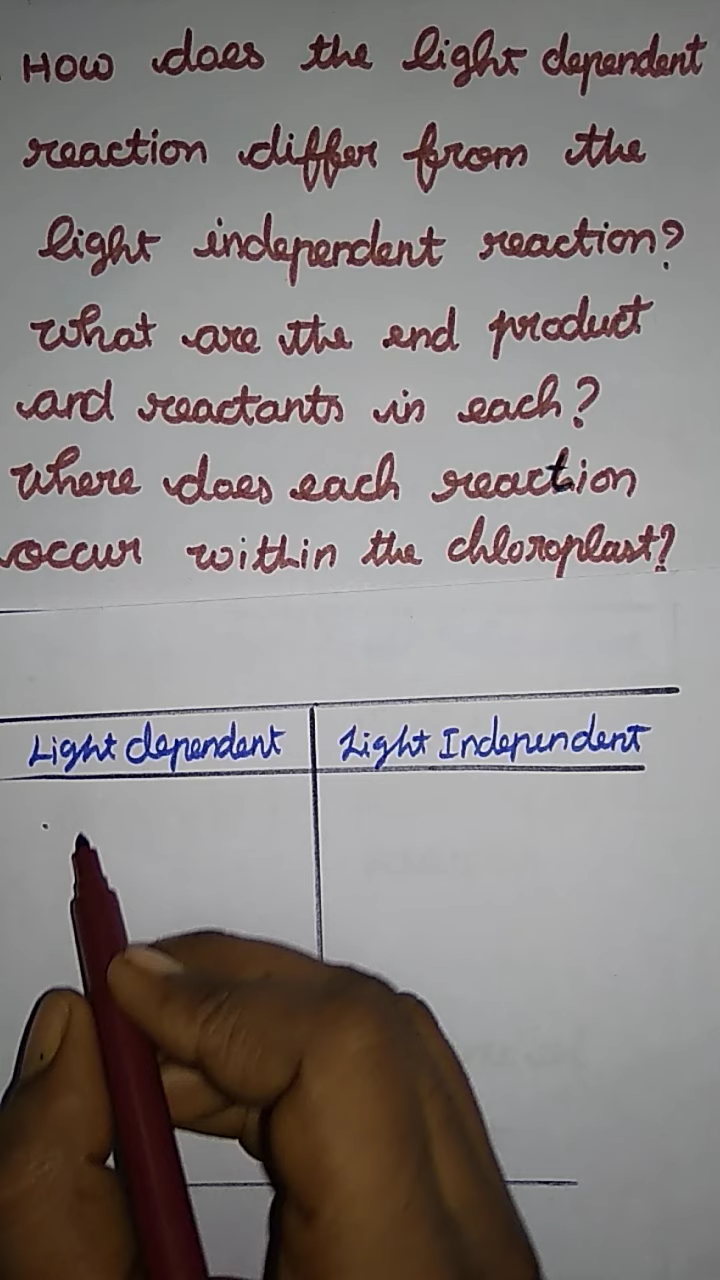 How does the light dependent
reaction differ from the
light independent reaction?
What are the end product
and reactants in each?
Where does each reaction
occur within the chloroplast?
Light dependent Light Independent